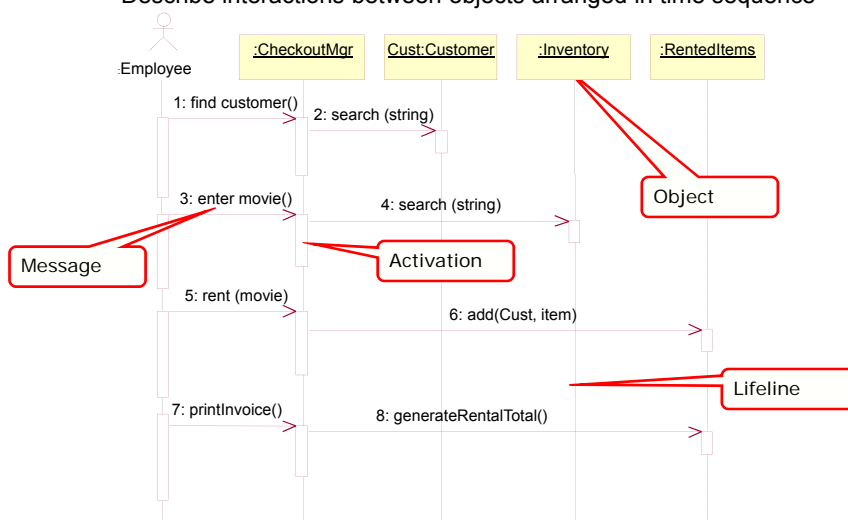 Describe interactions between objects arranged in time sequence
:Employee
:CheckoutMgr
Cust:Customer
:Inventory
:RentedItems
1: find customer()
2: search (string)
3: enter movie()
4: search (string)
Object
Message
Activation
5: rent (movie)
6: add(Cust, item)
Lifeline
7: printInvoice()
8: generateRentalTotal()